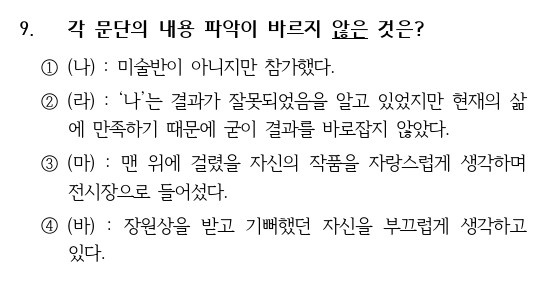 9. 각 문단의 내용 파악이 바르지 않은 것은?
① (나) : 미술반이 아니지만 참가했다.
② (라) : ‘나’는 결과가 잘못되었음을 알고 있었지만 현재의 삶
에 만족하기 때문에 굳이 결과를 바로잡지 않았다.
③ (마) : 맨 위에 걸렸을 자신의 작품을 자랑스럽게 생각하며
전시장으로 들어섰다.
④ (바) : 장원상을 받고 기뻐했던 자신을 부끄럽게 생각하고
있다.